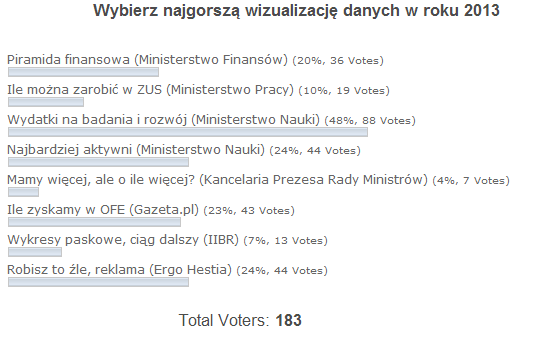 Wybierz najgorszą wizualizację danych w roku 2013
Piramida finansowa (Ministerstwo Finansów) (20%, 36 Votes)
Ile można zarobić w ZUS (Ministerstwo Pracy) (10%, 19 Votes)
Wydatki na badania i rozwój (Ministerstwo Nauki) (48%, 88 Votes)
Najbardziej aktywni (Ministerstwo Nauki) (24%, 44 Votes)
Mamy więcej, ale o ile więcej? (Kancelaria Prezesa Rady Ministrów) (4%, 7 Votes)
Ile zyskamy w OFE (Gazeta.pl) (23%, 43 Votes)
Wykresy paskowe, ciąg dalszy (IIBR) (7%, 13 Votes)
Robisz to źle, reklama (Ergo Hestia) (24%, 44 Votes)
Total Voters: 183